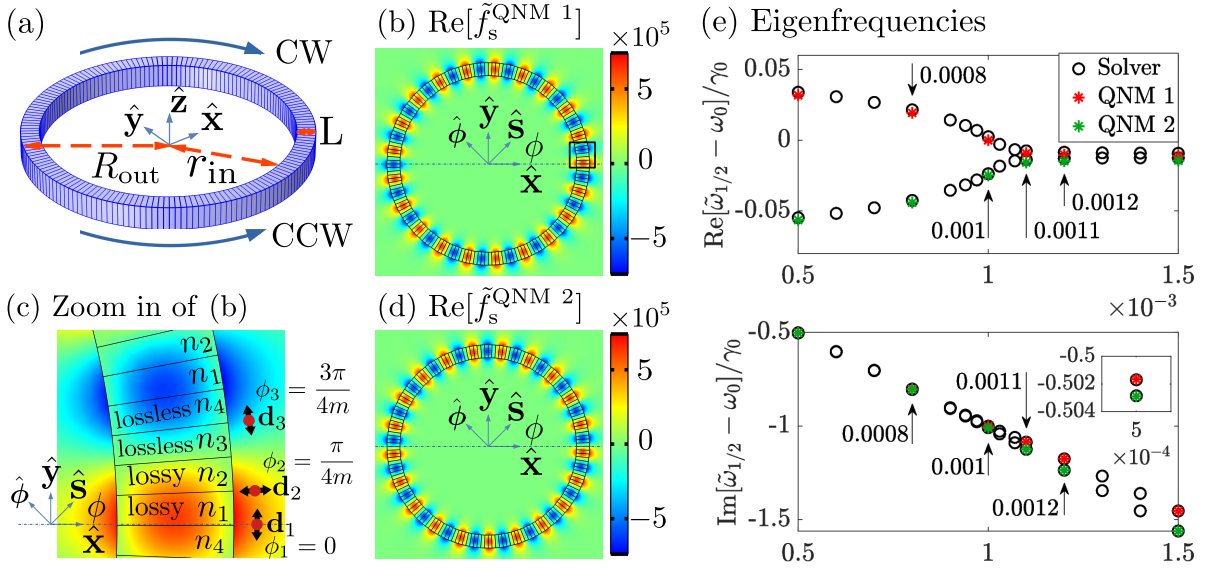 (a)
CW
ẑ
ŷ
x̂
L
R_out
r_in
CCW
(b) Re[f̃_s^QNM 1]
×10⁵
5
0
−5
ŷ
ŝ
ϕ̂
ϕ
x̂
(c) Zoom in of (b)
n₂
n₁
lossless n₄
lossless n₃
lossy n₂
lossy n₁
n₄
ϕ₃ = 3π/4m
d₃
ϕ₂ = π/4m
d₂
d₁
ϕ₁ = 0
ŷ
ŝ
ϕ̂
ϕ
x̂
(d) Re[f̃_s^QNM 2]
×10⁵
5
0
−5
ŷ
ŝ
ϕ̂
ϕ
x̂
(e) Eigenfrequencies
Re[ω̃_1/2 − ω₀]/γ₀
0.05
0
-0.05
0.0008
0.001
0.0011
0.0012
Solver
QNM 1
QNM 2
0.5
1
1.5
×10⁻³
Im[ω̃_1/2 − ω₀]/γ₀
-0.5
-1
-1.5
0.0008
0.001
0.0011
0.0012
-0.5
-0.502
-0.504
5
×10⁻⁴
0.5
1
1.5